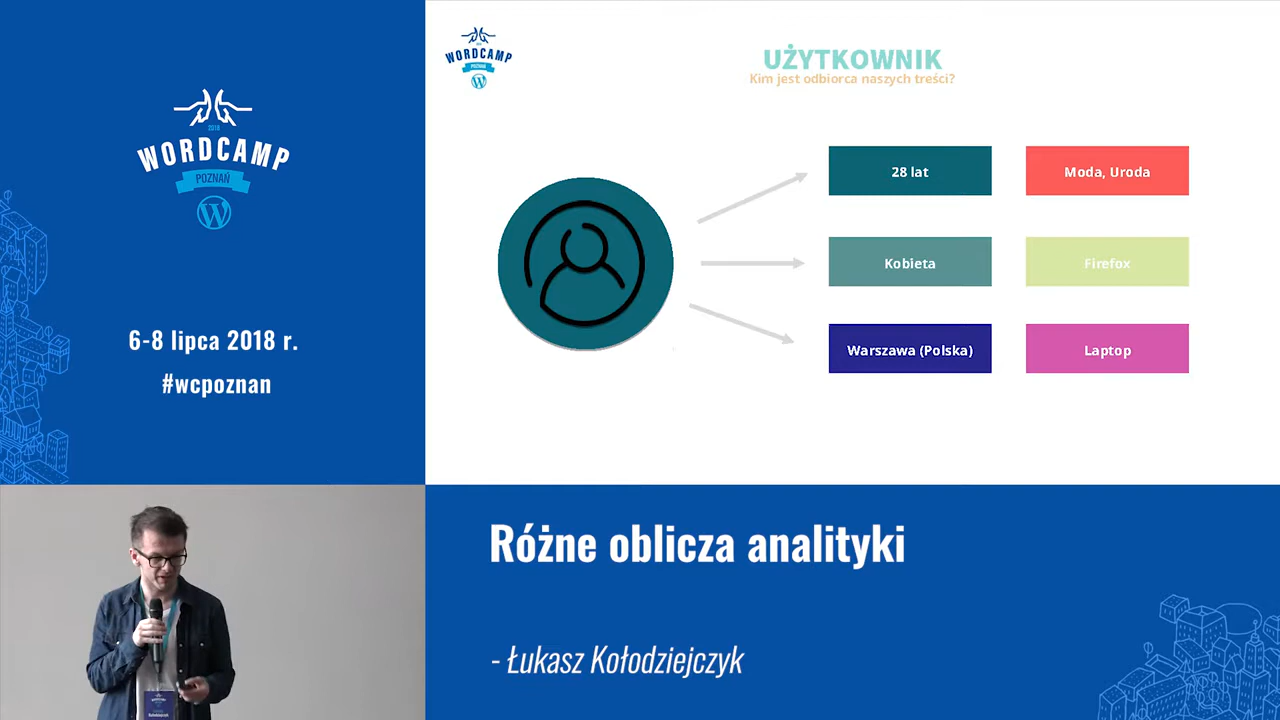 2018
WORDCAMP
POZNAŃ
6-8 lipca 2018 r.
#wcpoznan
WORDCAMP
POZNAŃ
UŻYTKOWNIK
Kim jest odbiorca naszych treści?
28 lat
Moda, Uroda
Kobieta
Firefox
Warszawa (Polska)
Laptop
Różne oblicza analityki
- Łukasz Kołodziejczyk